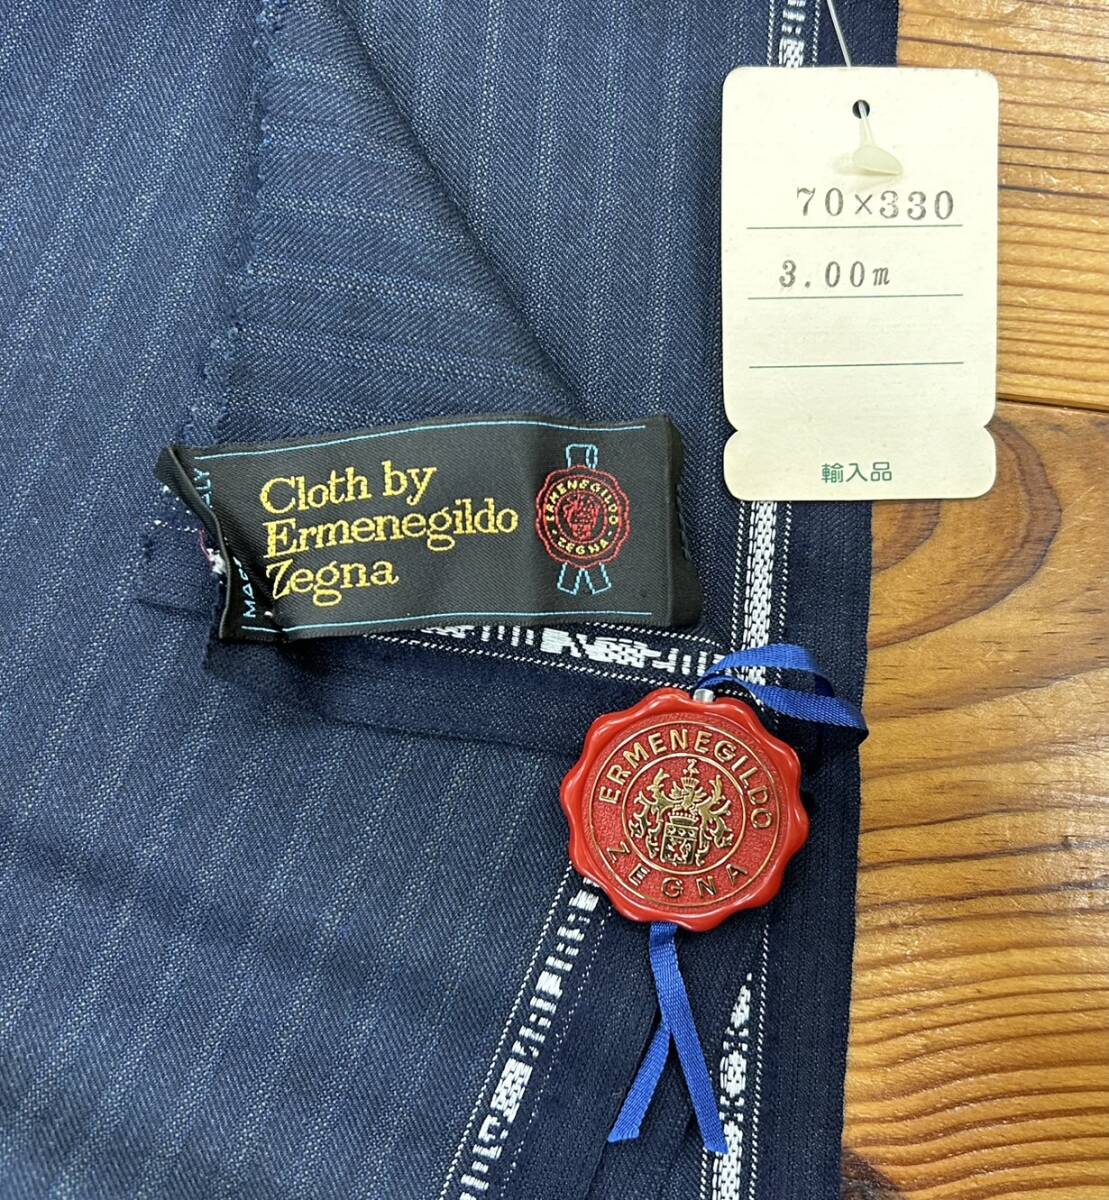 70×330
3.00m
輸入品
Cloth by
Ermenegildo
Zegna
ERMENEGILDO
ZEGNA
ERMENEGILDO
ZEGNA